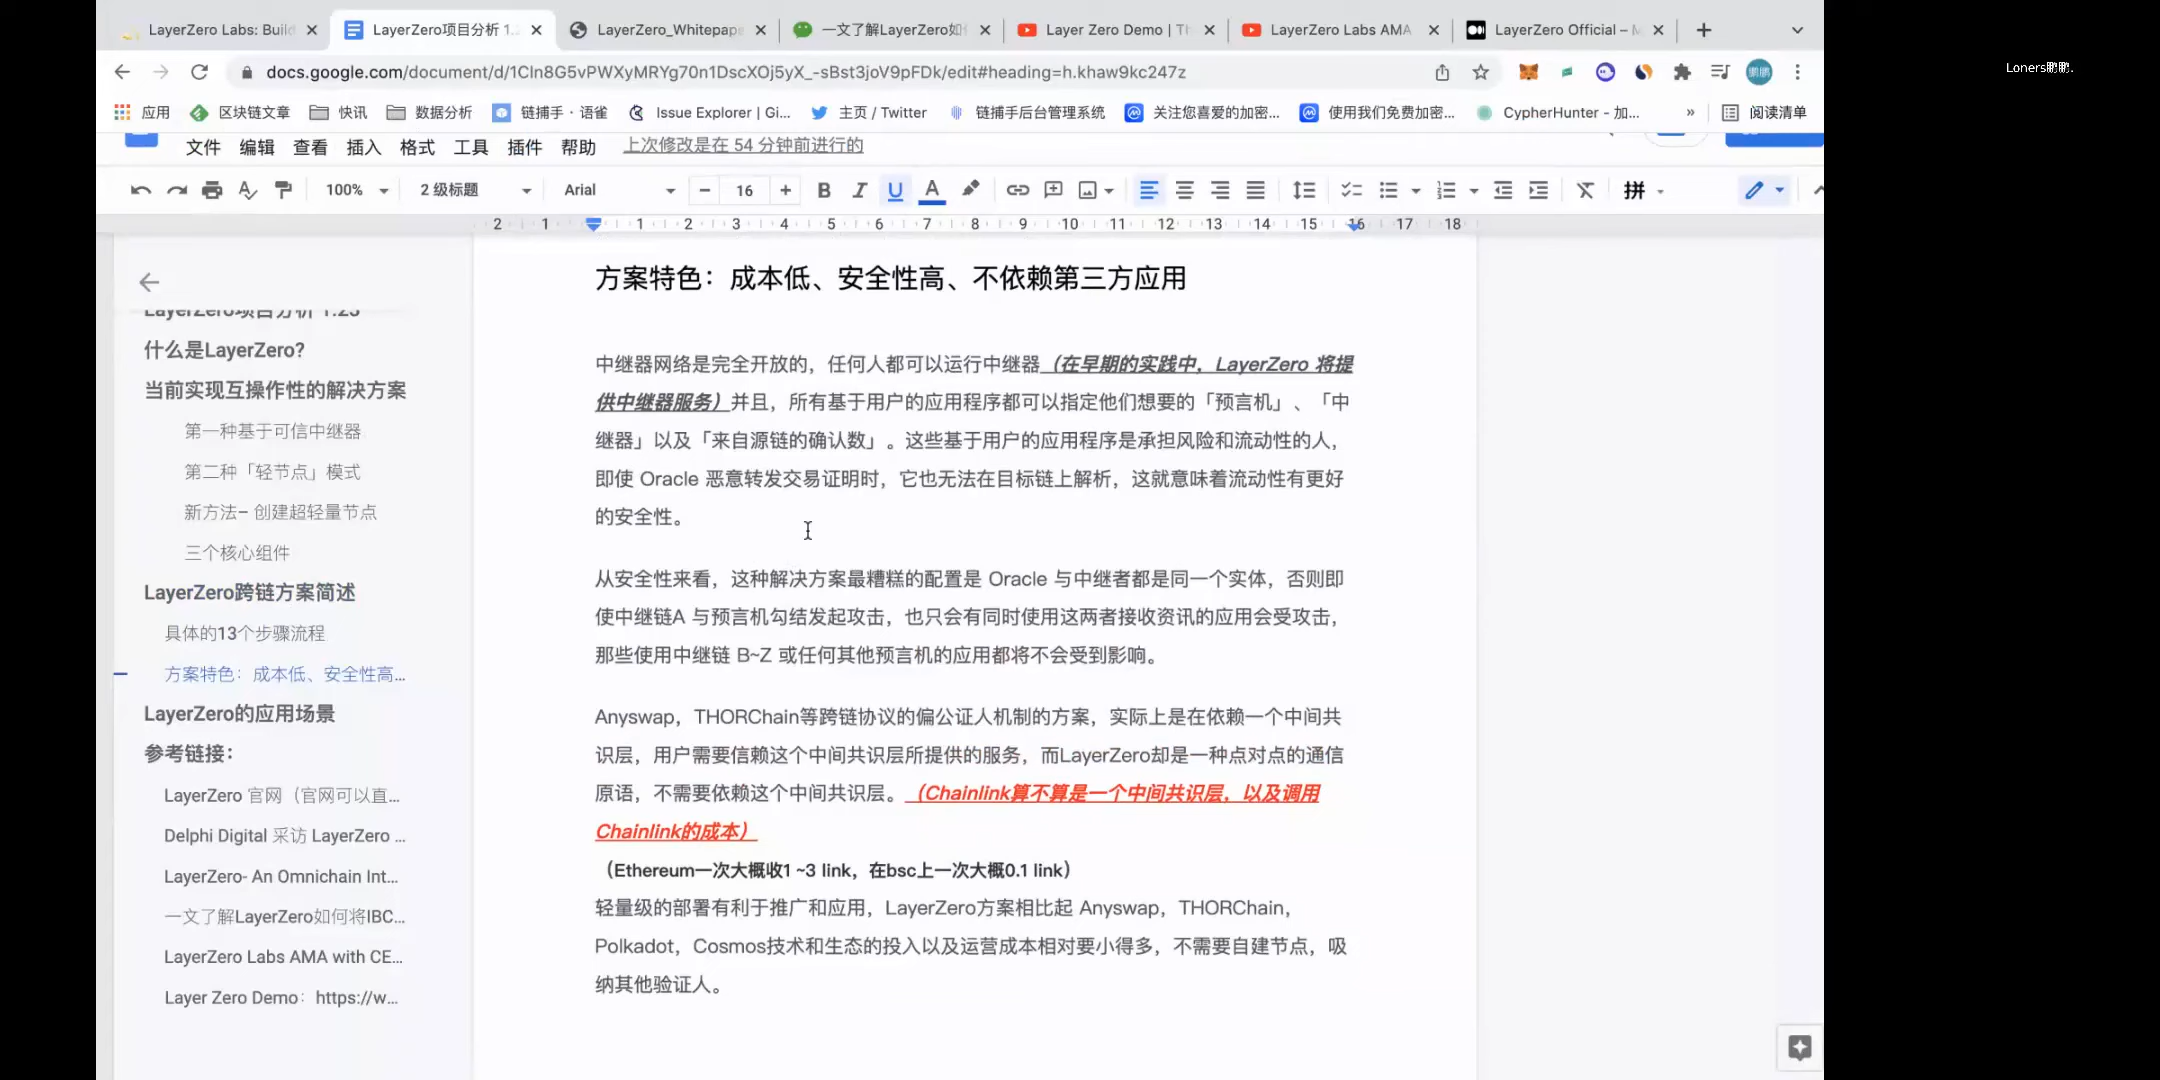 LayerZero Labs: Build
LayerZero项目分析 1.2
LayerZero_Whitepape
一文了解LayerZero如何
Layer Zero Demo | Th
LayerZero Labs AMA
LayerZero Official – M
docs.google.com/document/d/1Cln8G5vPWXyMRYg70n1DscXOj5yX_-sBst3joV9pFDk/edit#heading=h.khaw9kc247z
应用
区块链文章
快讯
数据分析
链捕手 · 语雀
Issue Explorer | Gi...
主页 / Twitter
链捕手后台管理系统
关注您喜爱的加密...
使用我们免费加密...
CypherHunter - 加...
»
阅读清单
文件 编辑 查看 插入 格式 工具 插件 帮助 上次修改是在 54 分钟前进行的
100% 2 级标题 Arial 16 B I U A 拼
2 1 1 2 3 4 5 6 7 8 9 10 11 12 13 14 15 16 17 18
LayerZero项目分析 1.23
什么是LayerZero?
当前实现互操作性的解决方案
第一种基于可信中继器
第二种「轻节点」模式
新方法– 创建超轻量节点
三个核心组件
LayerZero跨链方案简述
具体的13个步骤流程
方案特色：成本低、安全性高...
LayerZero的应用场景
参考链接：
LayerZero 官网（官网可以直...
Delphi Digital 采访 LayerZero ...
LayerZero- An Omnichain Int...
一文了解LayerZero如何将IBC...
LayerZero Labs AMA with CE...
Layer Zero Demo：https://w...
方案特色：成本低、安全性高、不依赖第三方应用
中继器网络是完全开放的，任何人都可以运行中继器（在早期的实践中，LayerZero 将提
供中继器服务）并且，所有基于用户的应用程序都可以指定他们想要的「预言机」、「中
继器」以及「来自源链的确认数」。这些基于用户的应用程序是承担风险和流动性的人，
即使 Oracle 恶意转发交易证明时，它也无法在目标链上解析，这就意味着流动性有更好
的安全性。
从安全性来看，这种解决方案最糟糕的配置是 Oracle 与中继者都是同一个实体，否则即
使中继链A 与预言机勾结发起攻击，也只会有同时使用这两者接收资讯的应用会受攻击，
那些使用中继链 B~Z 或任何其他预言机的应用都将不会受到影响。
Anyswap，THORChain等跨链协议的偏公证人机制的方案，实际上是在依赖一个中间共
识层，用户需要信赖这个中间共识层所提供的服务，而LayerZero却是一种点对点的通信
原语，不需要依赖这个中间共识层。（Chainlink算不算是一个中间共识层，以及调用
Chainlink的成本）
（Ethereum一次大概收1 ~3 link，在bsc上一次大概0.1 link）
轻量级的部署有利于推广和应用，LayerZero方案相比起 Anyswap，THORChain，
Polkadot，Cosmos技术和生态的投入以及运营成本相对要小得多，不需要自建节点，吸
纳其他验证人。
Loners鹏鹏.